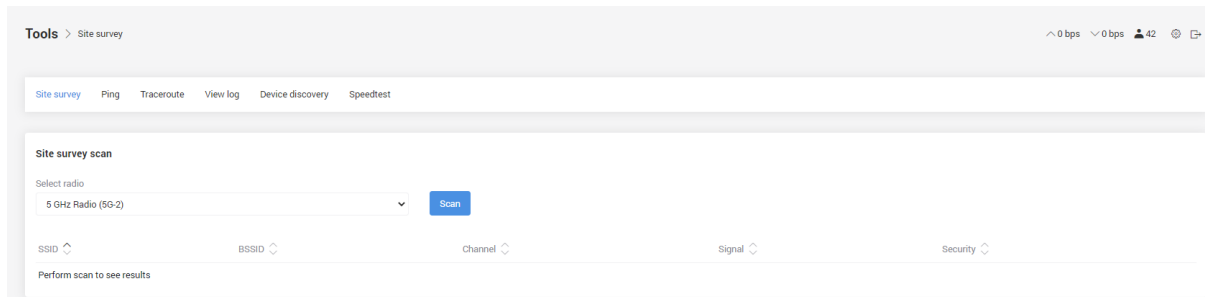 Tools > Site survey
0 bps 0 bps 42
Site survey Ping Traceroute View log Device discovery Speedtest
Site survey scan
Select radio
5 GHz Radio (5G-2)
Scan
SSID BSSID Channel Signal Security
Perform scan to see results